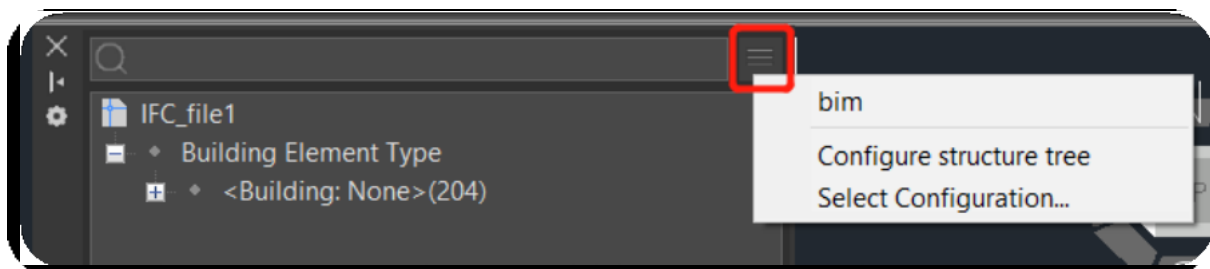 IFC_file1
Building Element Type
<Building: None>(204)
bim
Configure structure tree
Select Configuration...
P